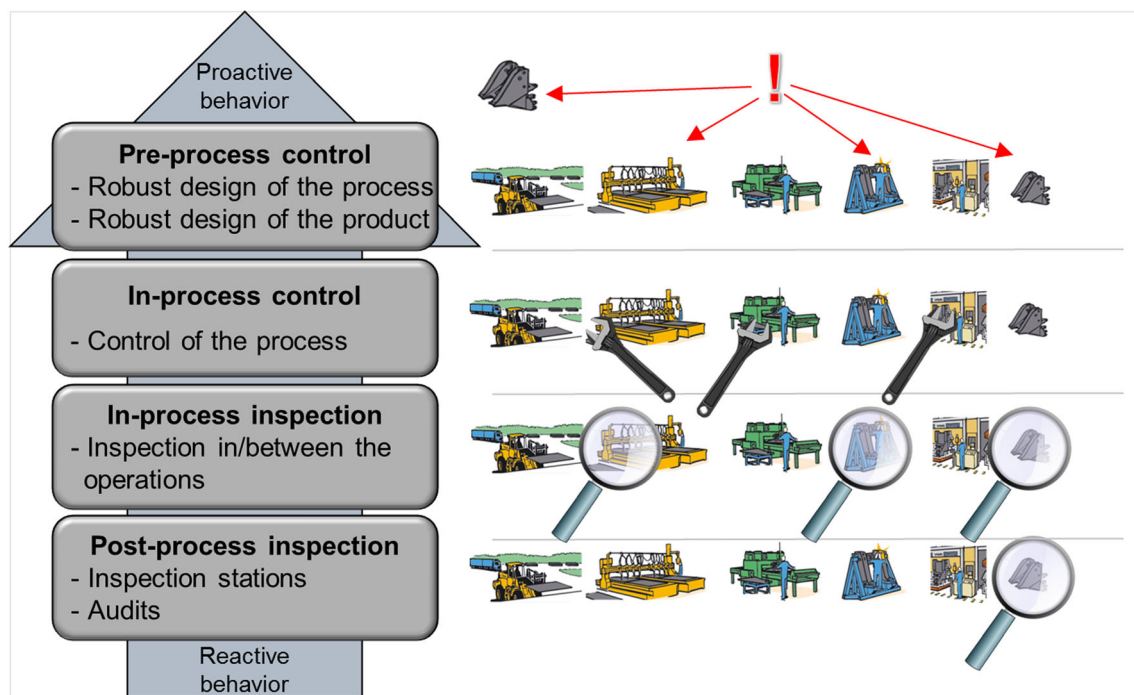 Proactive
behavior
Pre-process control
- Robust design of the process
- Robust design of the product
In-process control
- Control of the process
In-process inspection
- Inspection in/between the
operations
Post-process inspection
- Inspection stations
- Audits
Reactive
behavior
!